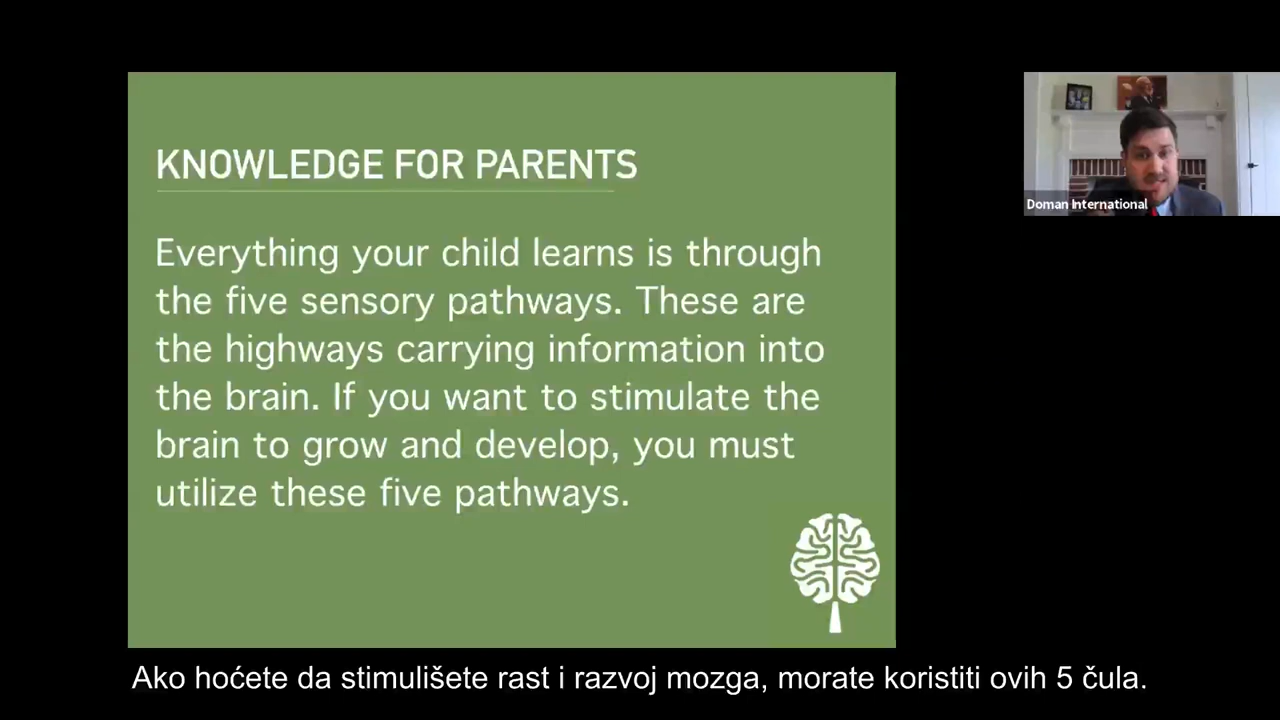 KNOWLEDGE FOR PARENTS
Everything your child learns is through
the five sensory pathways. These are
the highways carrying information into
the brain. If you want to stimulate the
brain to grow and develop, you must
utilize these five pathways.
Doman International
Ako hoćete da stimulišete rast i razvoj mozga, morate koristiti ovih 5 čula.